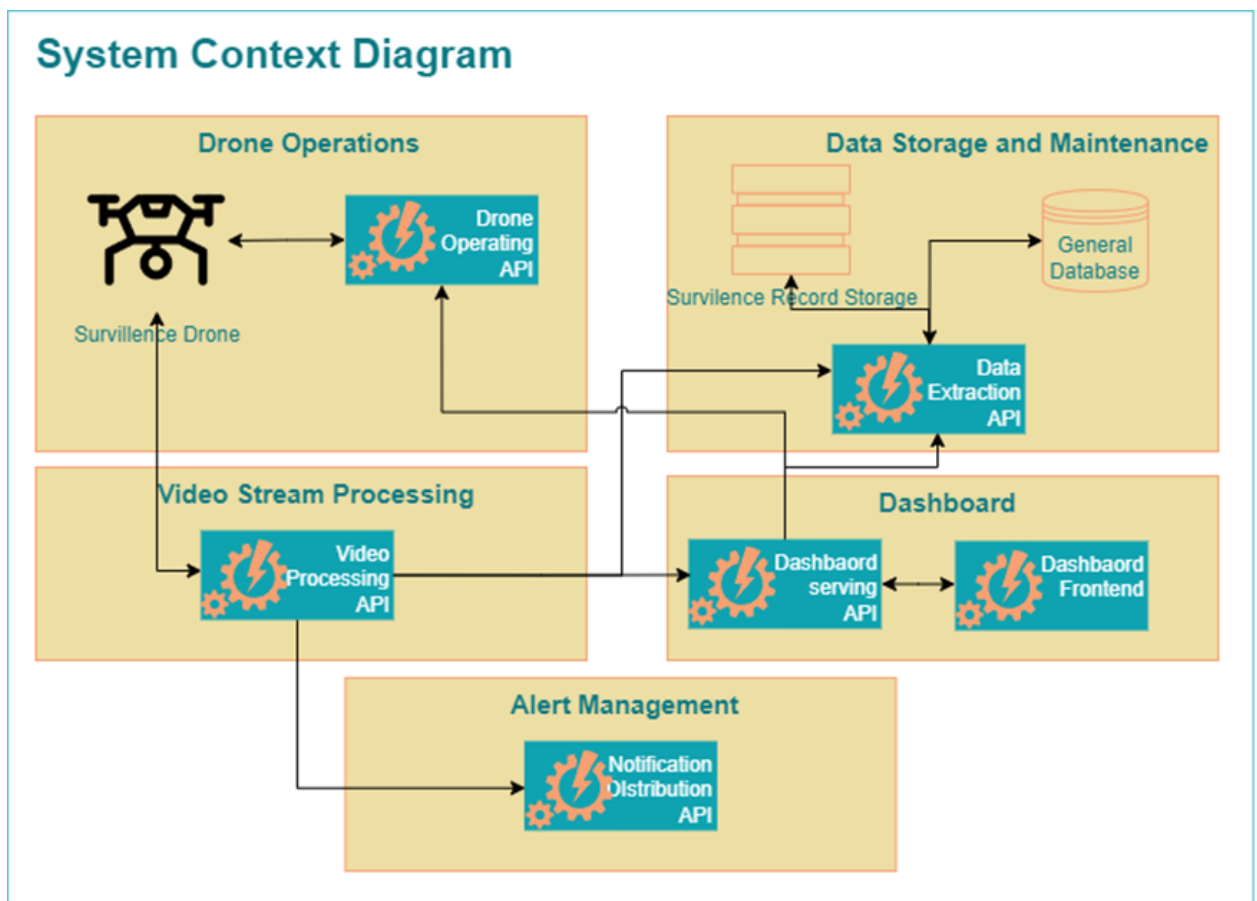 System Context Diagram
Drone Operations
Drone
Operating
API
Survillence Drone
Data Storage and Maintenance
General
Database
Survilence Record Storage
Data
Extraction
API
Video Stream Processing
Video
Processing
API
Dashboard
Dashbaord
serving
API
Dashbaord
Frontend
Alert Management
Notification
DIstribution
API